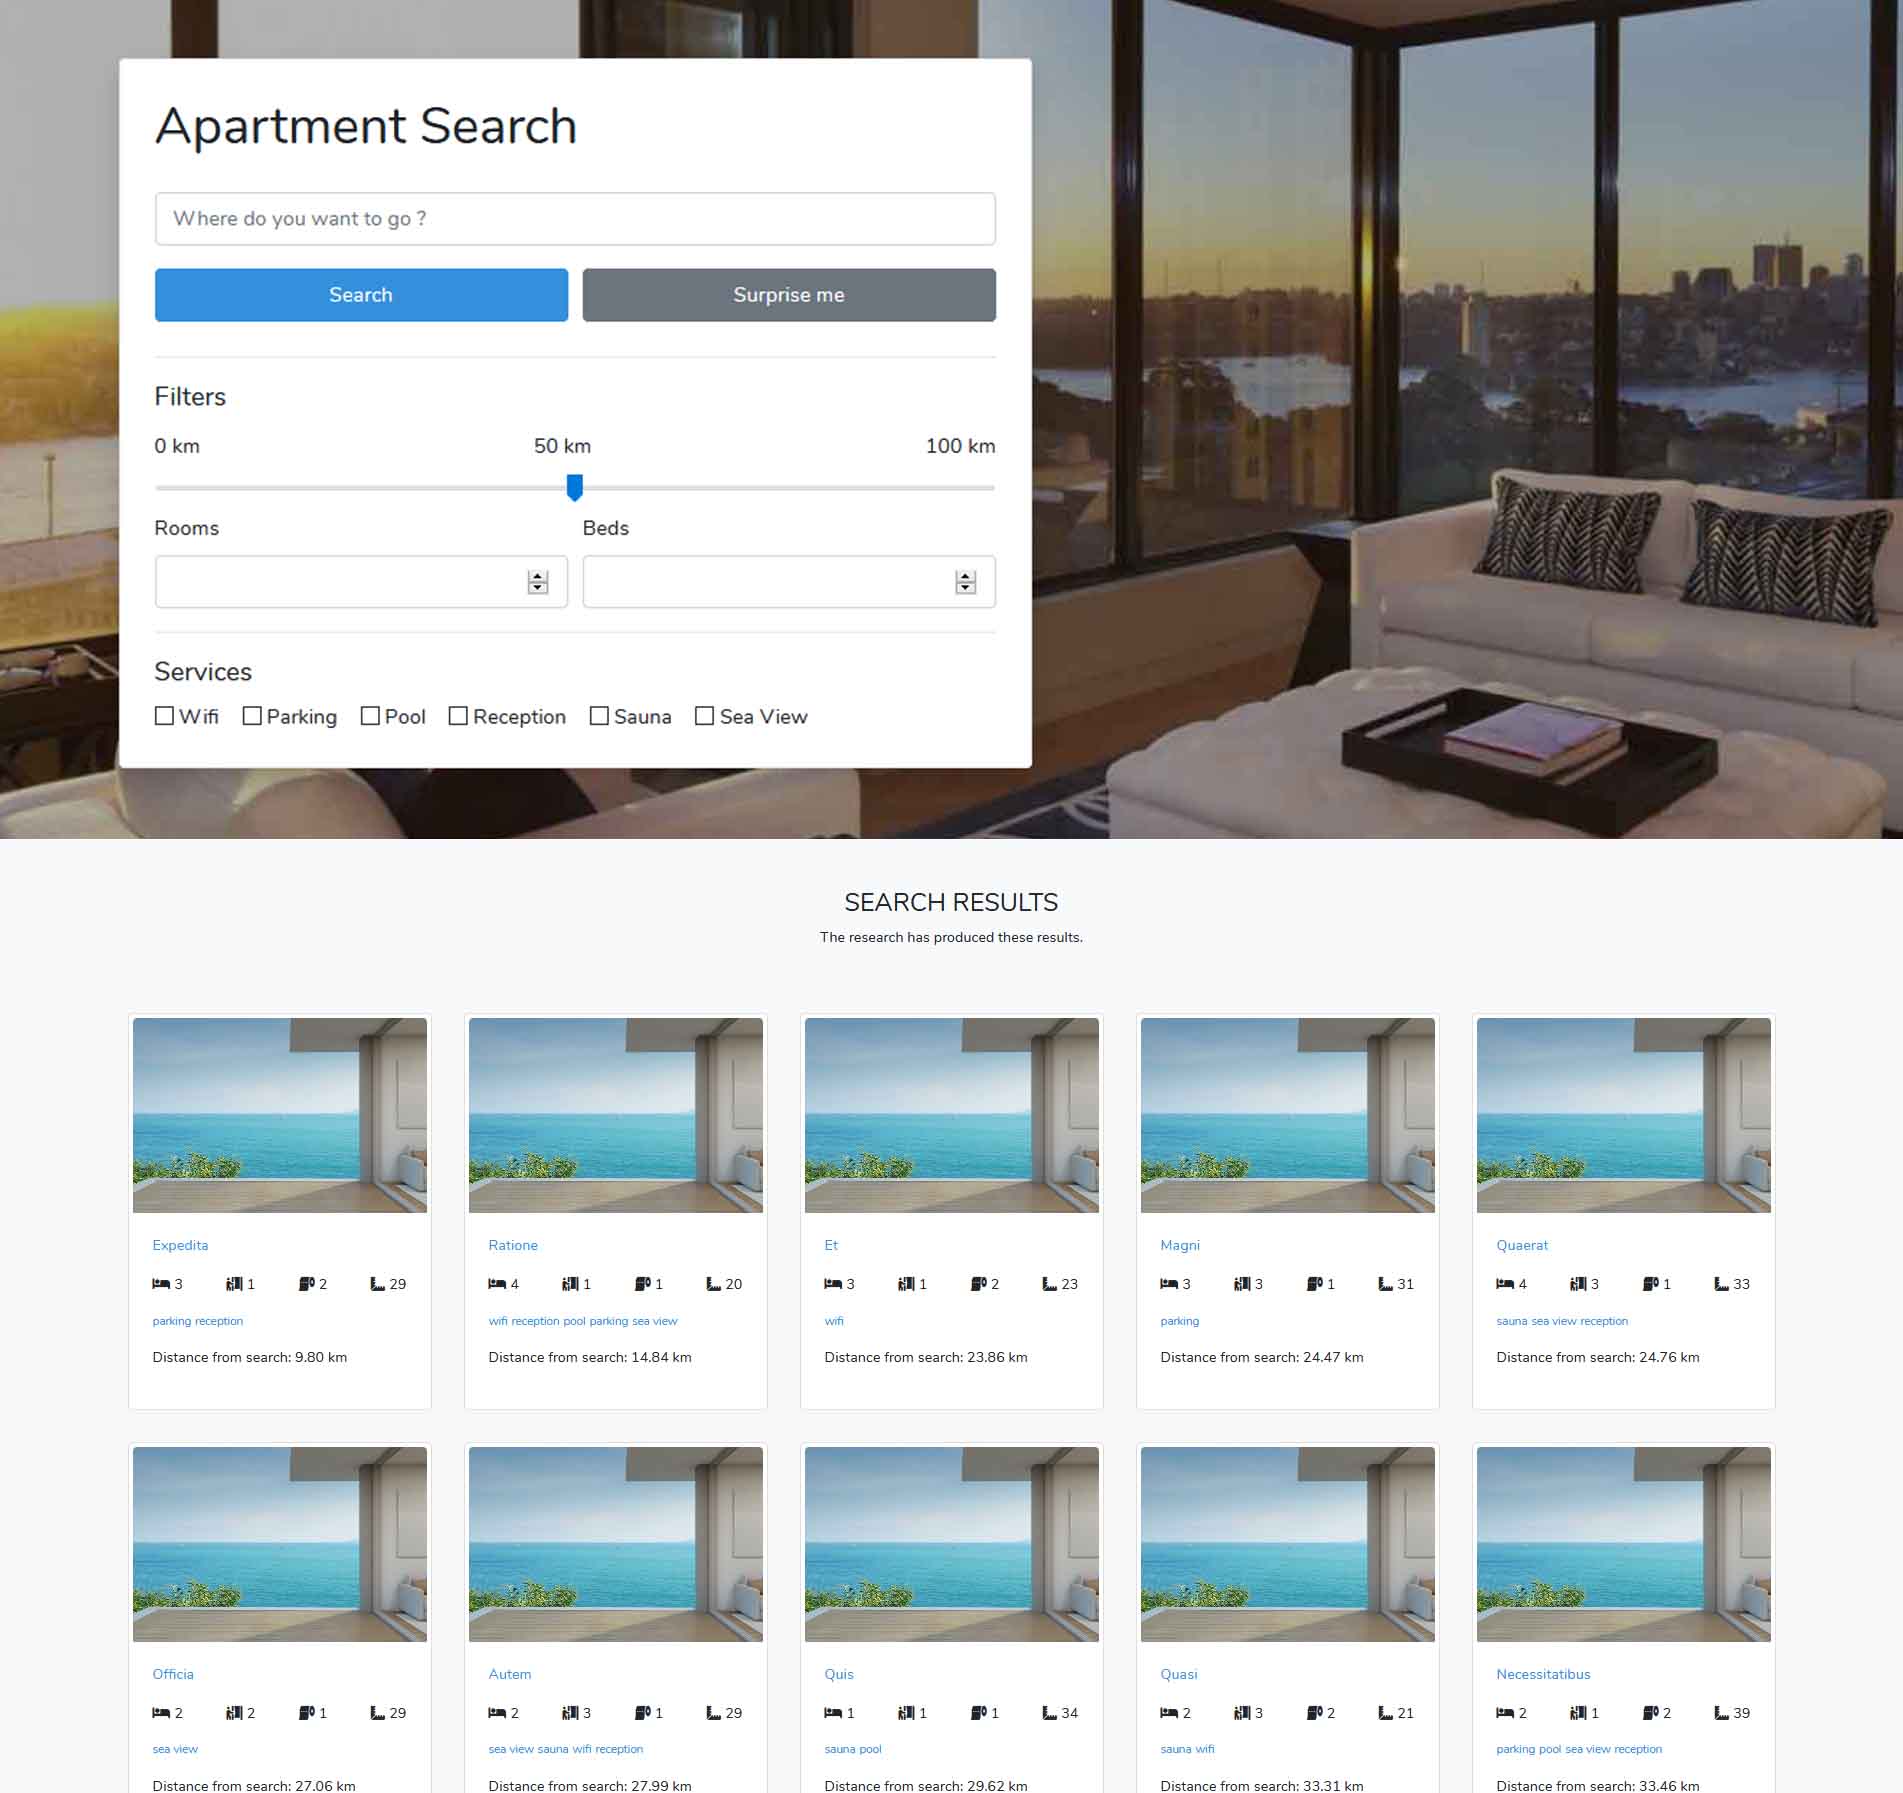 Apartment Search
Where do you want to go ?
Search Surprise me
Filters
0 km 50 km 100 km
Rooms Beds
Services
Wifi Parking Pool Reception Sauna Sea View
SEARCH RESULTS
The research has produced these results.
Expedita
3 1 2 29
parking reception
Distance from search: 9.80 km
Ratione
4 1 1 20
wifi reception pool parking sea view
Distance from search: 14.84 km
Et
3 1 2 23
wifi
Distance from search: 23.86 km
Magni
3 3 1 31
parking
Distance from search: 24.47 km
Quaerat
4 3 1 33
sauna sea view reception
Distance from search: 24.76 km
Officia
2 2 1 29
sea view
Distance from search: 27.06 km
Autem
2 3 1 29
sea view sauna wifi reception
Distance from search: 27.99 km
Quis
1 1 1 34
sauna pool
Distance from search: 29.62 km
Quasi
2 3 2 21
sauna wifi
Distance from search: 33.31 km
Necessitatibus
2 1 2 39
parking pool sea view reception
Distance from search: 33.46 km